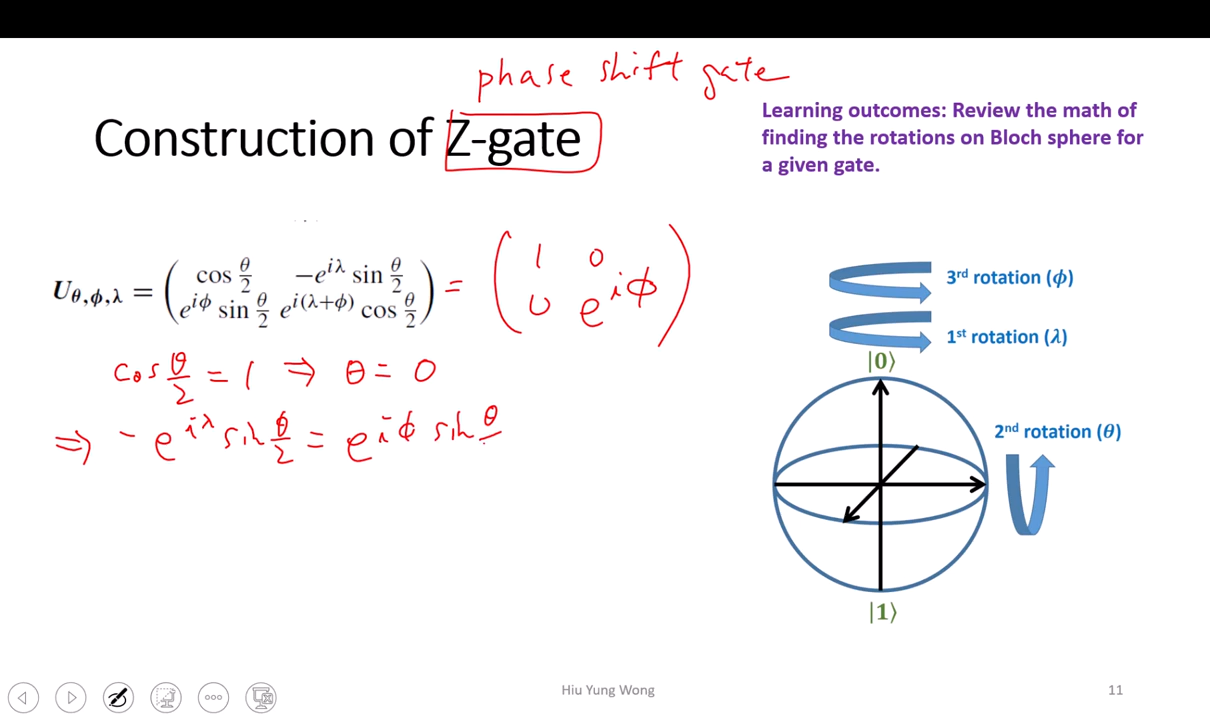 phase shift gate
Construction of Z-gate
Learning outcomes: Review the math of
finding the rotations on Bloch sphere for
a given gate.
U_{θ,ϕ,λ} = ( cos θ/2   −e^{iλ} sin θ/2 ; e^{iϕ} sin θ/2   e^{i(λ+ϕ)} cos θ/2 ) = ( 1 0 ; 0 e^{iϕ} )
cos θ/2 = 1 ⇒ θ = 0
⇒ - e^{iλ} sin θ/2 = e^{iϕ} sin θ
3rd rotation (ϕ)
1st rotation (λ)
|0⟩
2nd rotation (θ)
|1⟩
Hiu Yung Wong
11